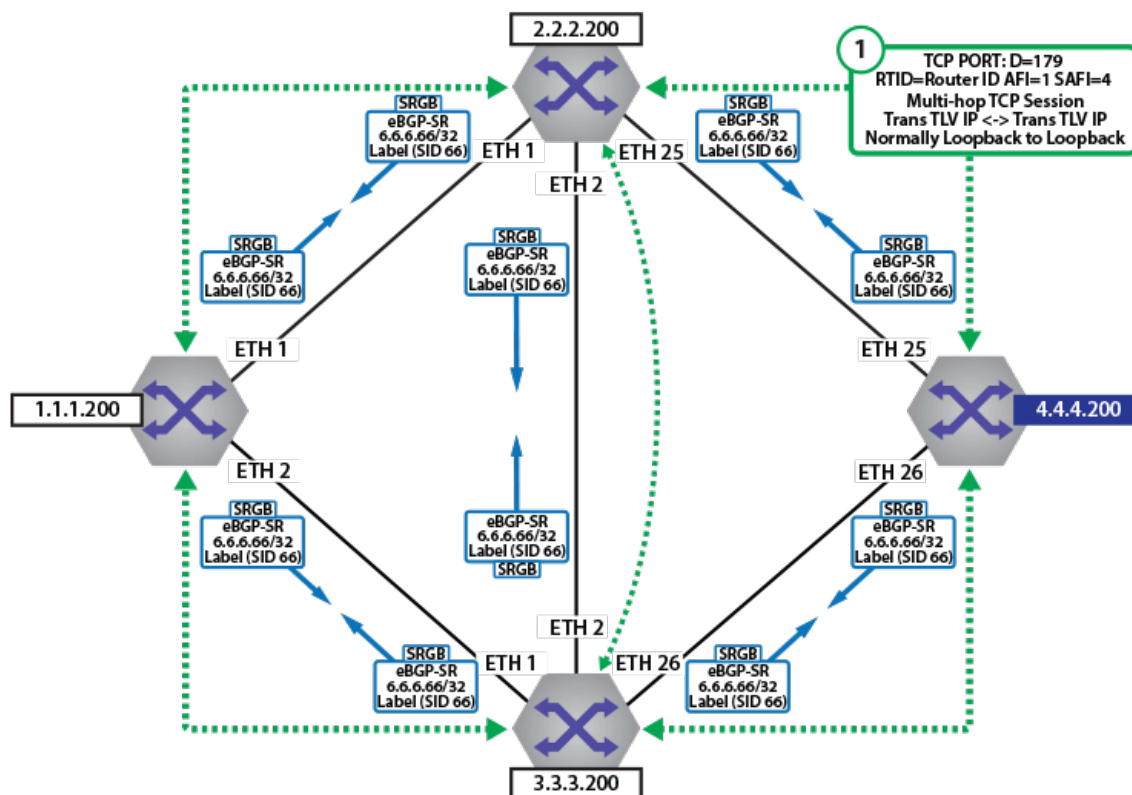 2.2.2.200
1
TCP PORT: D=179
RTID=Router ID AFI=1 SAFI=4
Multi-hop TCP Session
Trans TLV IP <-> Trans TLV IP
Normally Loopback to Loopback
SRGB
eBGP-SR
6.6.6.66/32
Label (SID 66)
ETH 1
ETH 25
SRGB
eBGP-SR
6.6.6.66/32
Label (SID 66)
ETH 2
SRGB
eBGP-SR
6.6.6.66/32
Label (SID 66)
SRGB
eBGP-SR
6.6.6.66/32
Label (SID 66)
SRGB
eBGP-SR
6.6.6.66/32
Label (SID 66)
ETH 1
ETH 25
1.1.1.200
4.4.4.200
ETH 2
ETH 26
SRGB
eBGP-SR
6.6.6.66/32
Label (SID 66)
eBGP-SR
6.6.6.66/32
Label (SID 66)
SRGB
SRGB
eBGP-SR
6.6.6.66/32
Label (SID 66)
ETH 2
SRGB
eBGP-SR
6.6.6.66/32
Label (SID 66)
ETH 1
ETH 26
SRGB
eBGP-SR
6.6.6.66/32
Label (SID 66)
3.3.3.200